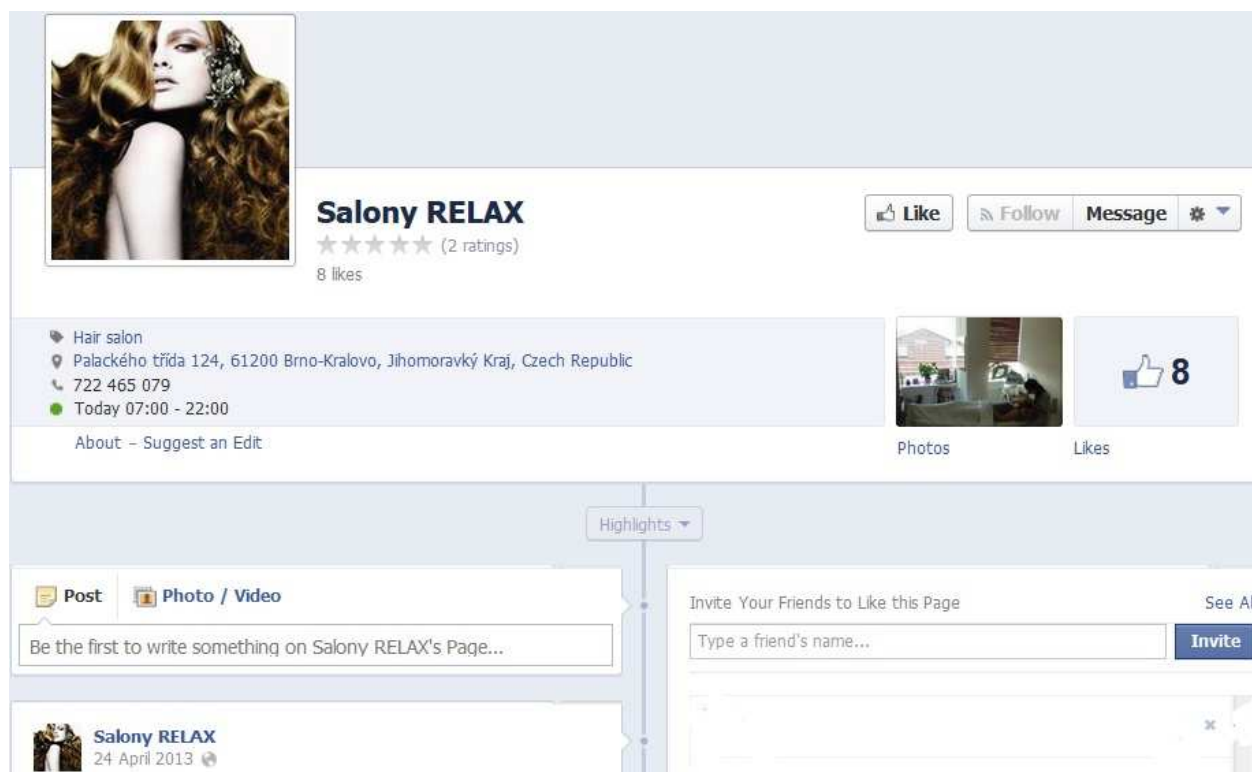 Salony RELAX
(2 ratings)
8 likes
Like
Follow
Message
Hair salon
Palackého třída 124, 61200 Brno-Kralovo, Jihomoravký Kraj, Czech Republic
722 465 079
Today 07:00 - 22:00
About – Suggest an Edit
8
Photos
Likes
Highlights
Post
Photo / Video
Be the first to write something on Salony RELAX's Page...
Invite Your Friends to Like this Page
See Al
Type a friend's name...
Invite
Salony RELAX
24 April 2013